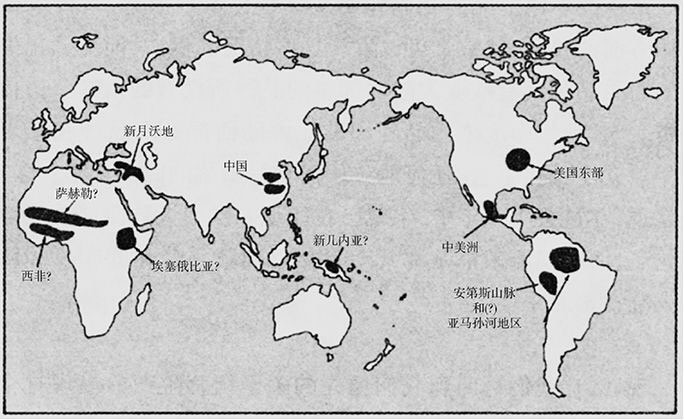 新月沃地
中国
美国东部
萨赫勒?
中美洲
新几内亚?
西非?
埃塞俄比亚?
安第斯山脉
和(?)
亚马孙河地区